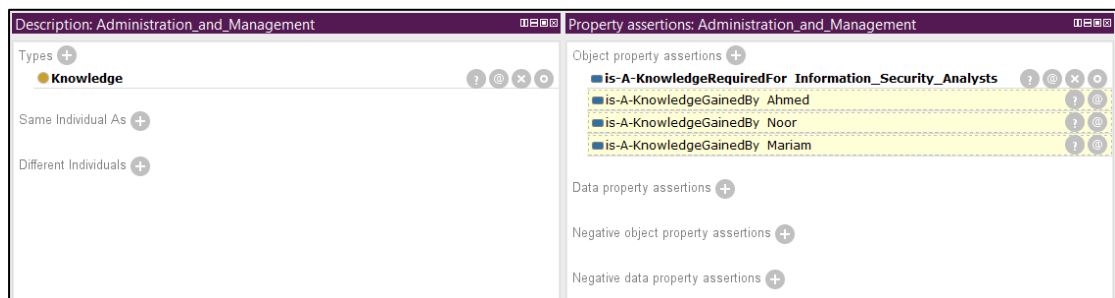 Description: Administration_and_Management
Types
Knowledge
Same Individual As
Different Individuals
Property assertions: Administration_and_Management
Object property assertions
is-A-KnowledgeRequiredFor Information_Security_Analysts
is-A-KnowledgeGainedBy Ahmed
is-A-KnowledgeGainedBy Noor
is-A-KnowledgeGainedBy Mariam
Data property assertions
Negative object property assertions
Negative data property assertions